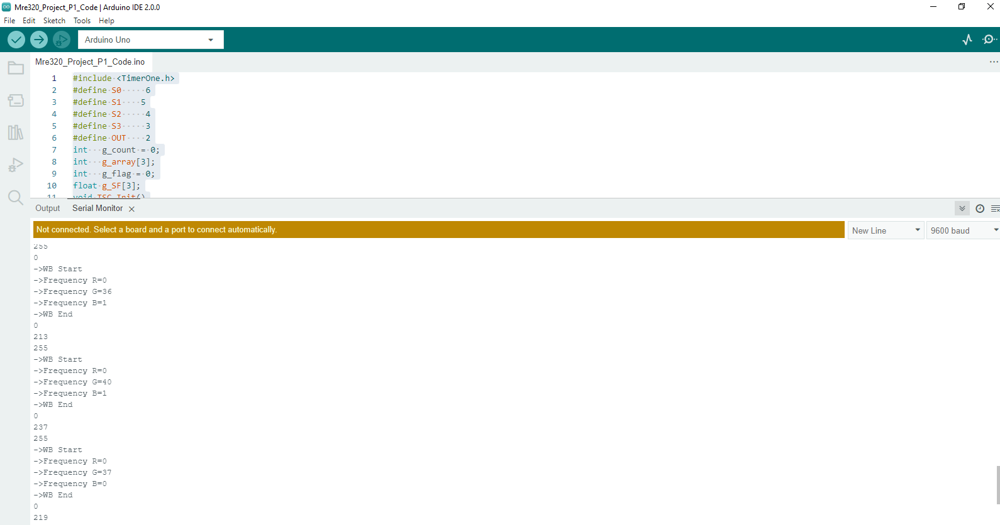 Mre320_Project_P1_Code | Arduino IDE 2.0.0
File Edit Sketch Tools Help
Arduino Uno
Mre320_Project_P1_Code.ino
1 #include <TimerOne.h>
2 #define S0 6
3 #define S1 5
4 #define S2 4
5 #define S3 3
6 #define OUT 2
7 int g_count = 0;
8 int g_array[3];
9 int g_flag = 0;
10 float g_SF[3];
11 void TSC_Init()
Output Serial Monitor
Not connected. Select a board and a port to connect automatically. New Line 9600 baud
255
0
->WB Start
->Frequency R=0
->Frequency G=36
->Frequency B=1
->WB End
0
213
255
->WB Start
->Frequency R=0
->Frequency G=40
->Frequency B=1
->WB End
0
237
255
->WB Start
->Frequency R=0
->Frequency G=37
->Frequency B=0
->WB End
0
219